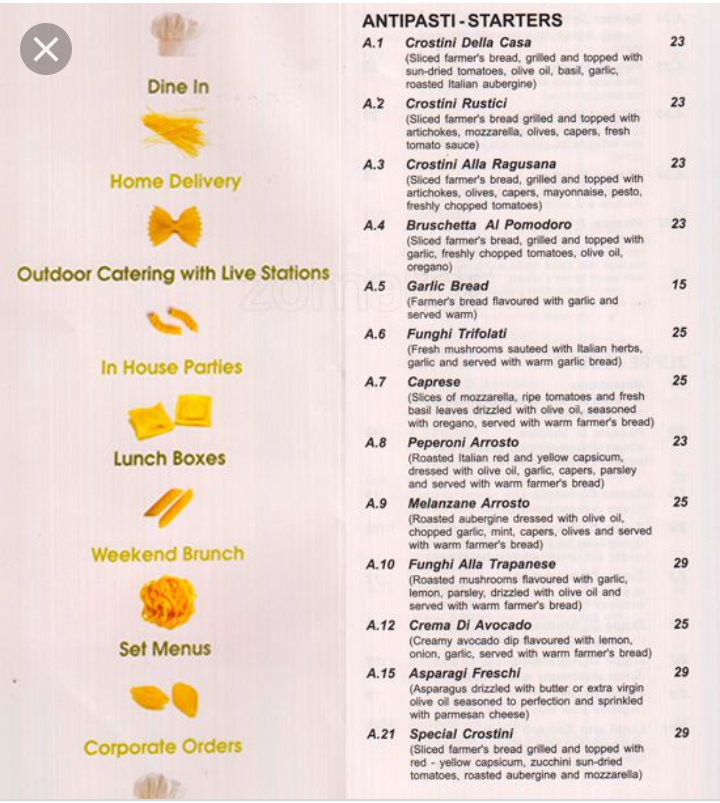 Dine In
Home Delivery
Outdoor Catering with Live Stations
In House Parties
Lunch Boxes
Weekend Brunch
Set Menus
Corporate Orders
zomato
ANTIPASTI - STARTERS
A.1 Crostini Della Casa 23
(Sliced farmer's bread, grilled and topped with
sun-dried tomatoes, olive oil, basil, garlic,
roasted Italian aubergine)
A.2 Crostini Rustici 23
(Sliced farmer's bread grilled and topped with
artichokes, mozzarella, olives, capers, fresh
tomato sauce)
A.3 Crostini Alla Ragusana 23
(Sliced farmer's bread, grilled and topped with
artichokes, olives, capers, mayonnaise, pesto,
freshly chopped tomatoes)
A.4 Bruschetta Al Pomodoro 23
(Sliced farmer's bread, grilled and topped with
garlic, freshly chopped tomatoes, olive oil,
oregano)
A.5 Garlic Bread 15
(Farmer's bread flavoured with garlic and
served warm)
A.6 Funghi Trifolati 25
(Fresh mushrooms sauteed with Italian herbs,
garlic and served with warm garlic bread)
A.7 Caprese 25
(Slices of mozzarella, ripe tomatoes and fresh
basil leaves drizzled with olive oil, seasoned
with oregano, served with warm farmer's bread)
A.8 Peperoni Arrosto 23
(Roasted Italian red and yellow capsicum,
dressed with olive oil, garlic, capers, parsley
and served with warm farmer's bread)
A.9 Melanzane Arrosto 25
(Roasted aubergine dressed with olive oil,
chopped garlic, mint, capers, olives and served
with warm farmer's bread)
A.10 Funghi Alla Trapanese 29
(Roasted mushrooms flavoured with garlic,
lemon, parsley, drizzled with olive oil and
served with warm farmer's bread)
A.12 Crema Di Avocado 25
(Creamy avocado dip flavoured with lemon,
onion, garlic, served with warm farmer's bread)
A.15 Asparagi Freschi 29
(Asparagus drizzled with butter or extra virgin
olive oil seasoned to perfection and sprinkled
with parmesan cheese)
A.21 Special Crostini 29
(Sliced farmer's bread grilled and topped with
red - yellow capsicum, zucchini sun-dried
tomatoes, roasted aubergine and mozzarella)